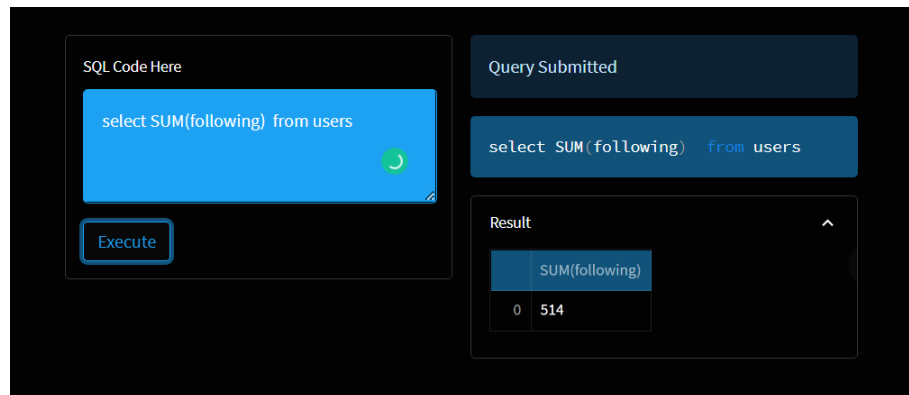 SQL Code Here
select SUM(following)  from users
Execute
Query Submitted
select SUM(following)  from users
Result
SUM(following)
0 514